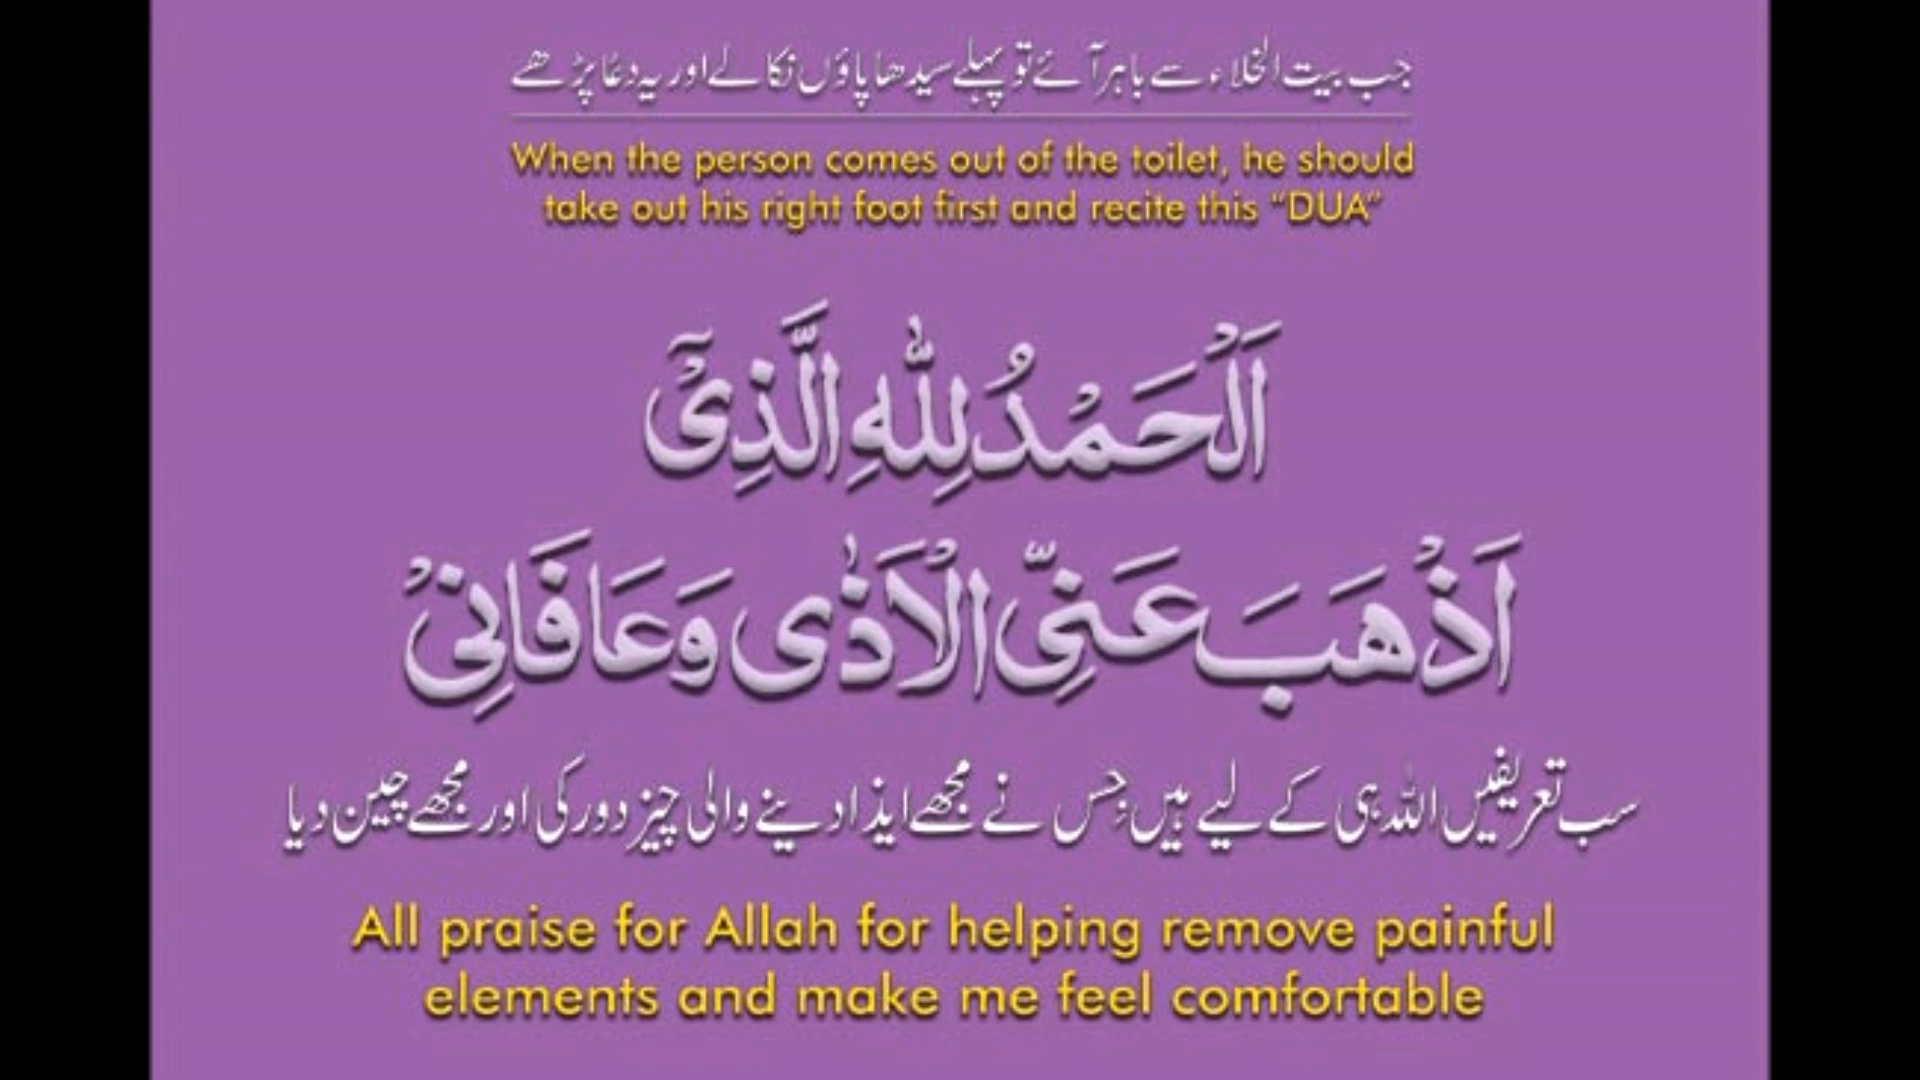 جب بیت الخلاء سے باہر آئے تو پہلے سیدھا پاؤں نکالے اور یہ دعا پڑھے
When the person comes out of the toilet, he should
take out his right foot first and recite this “DUA”
اَلْحَمْدُ لِلّٰهِ الَّذِیْٓ
اَذْهَبَ عَنِّی الْاَذٰی وَعَافَانِیْ
سب تعریفیں اللہ ہی کے لیے ہیں جس نے مجھے ایذا دینے والی چیز دور کی اور مجھے چین دیا
All praise for Allah for helping remove painful
elements and make me feel comfortable